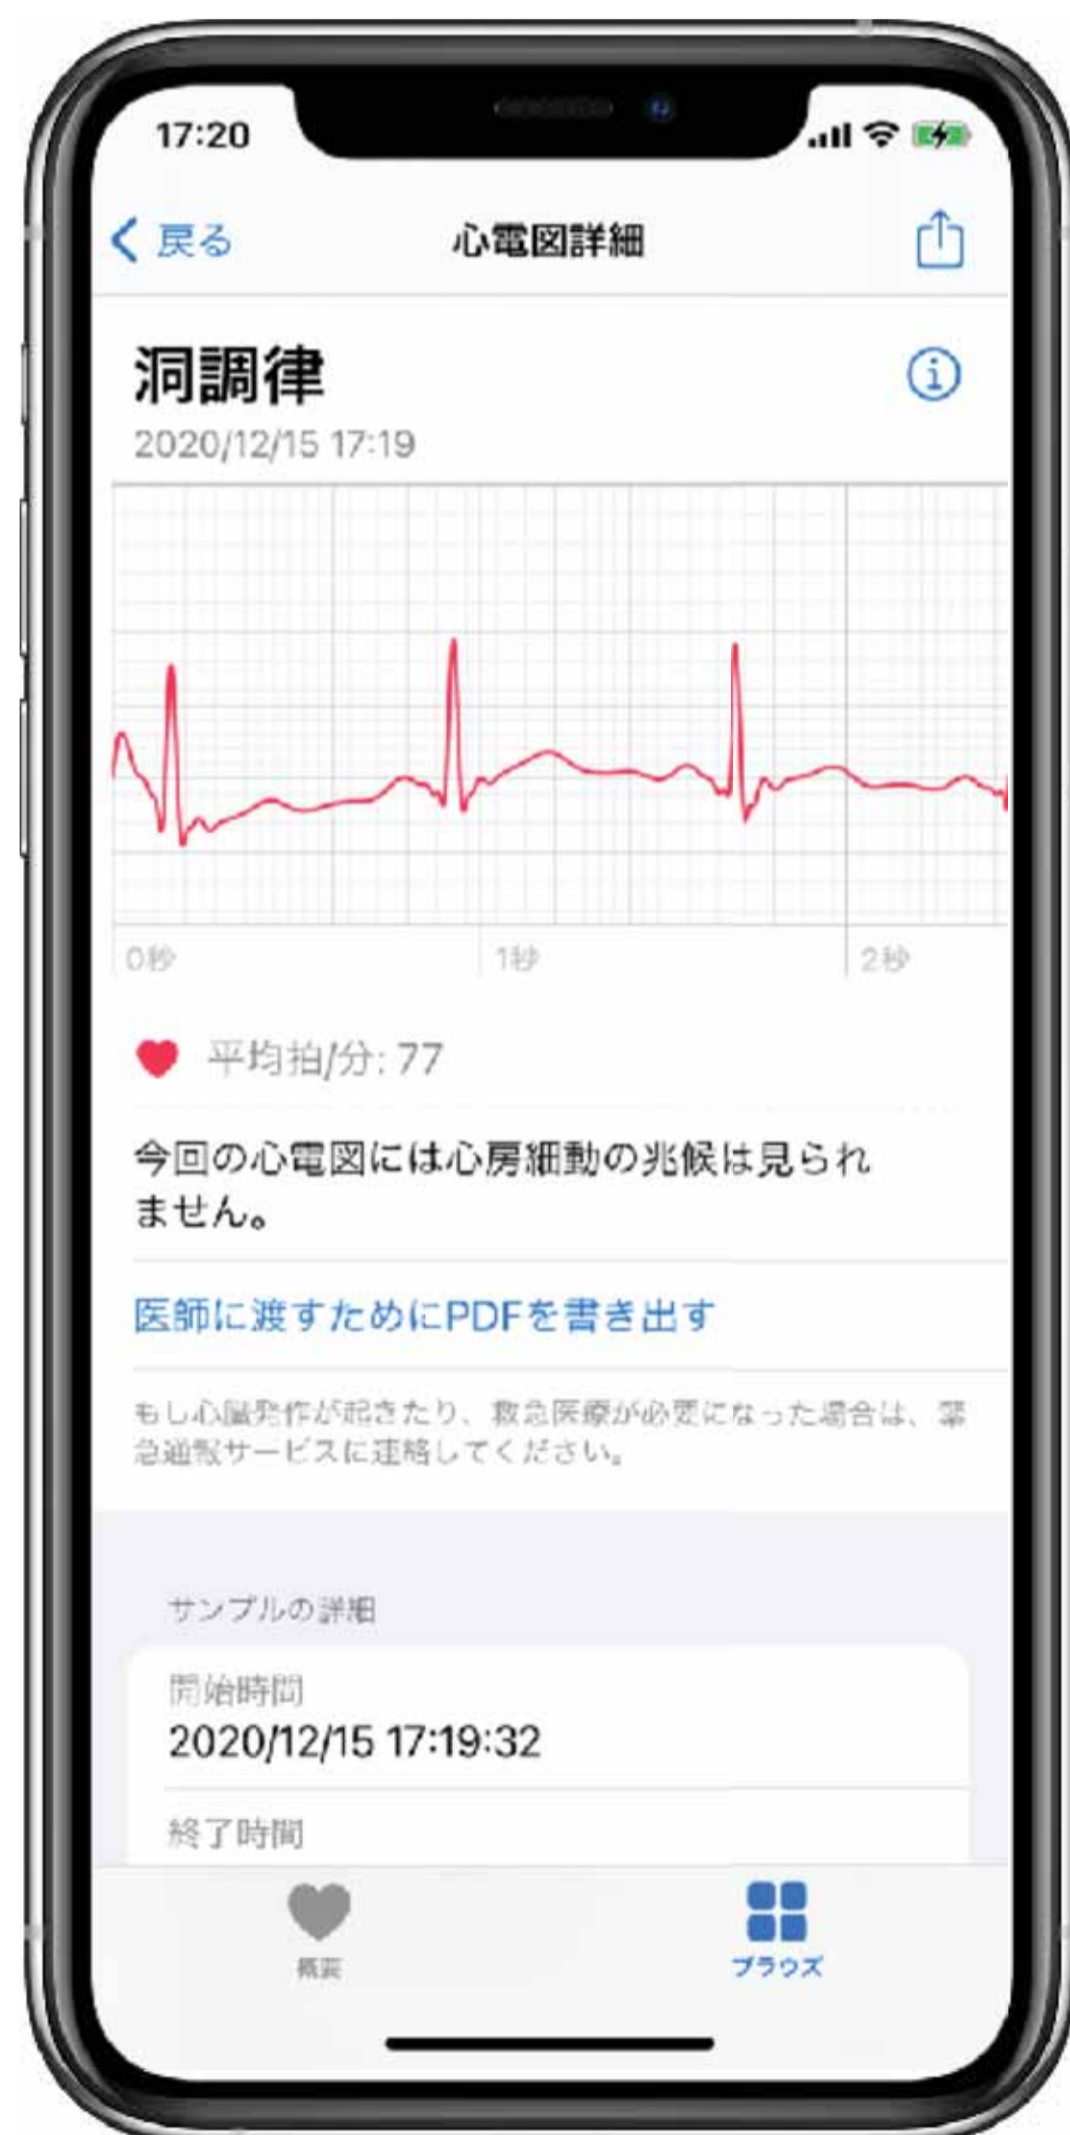 17:20
戻る
心電図詳細
洞調律
2020/12/15 17:19
0秒
1秒
2秒
平均拍/分: 77
今回の心電図には心房細動の兆候は見られ
ません。
医師に渡すためにPDFを書き出す
もし心臓発作が起きたり、救急医療が必要になった場合は、緊
急通報サービスに連絡してください。
サンプルの詳細
開始時間
2020/12/15 17:19:32
終了時間
概要
ブラウズ